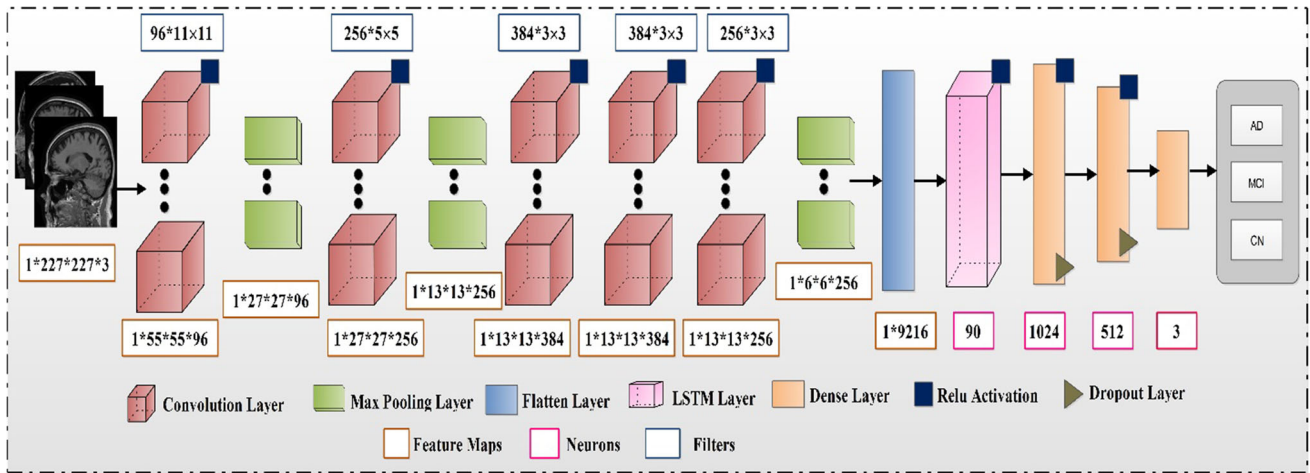 96*11×11
256*5×5
384*3×3
384*3×3
256*3×3
AD
MCI
CN
1*227*227*3
1*27*27*96
1*13*13*256
1*6*6*256
1*55*55*96
1*27*27*256
1*13*13*384
1*13*13*384
1*13*13*256
1*9216
90
1024
512
3
Convolution Layer
Max Pooling Layer
Flatten Layer
LSTM Layer
Dense Layer
Relu Activation
Dropout Layer
Feature Maps
Neurons
Filters